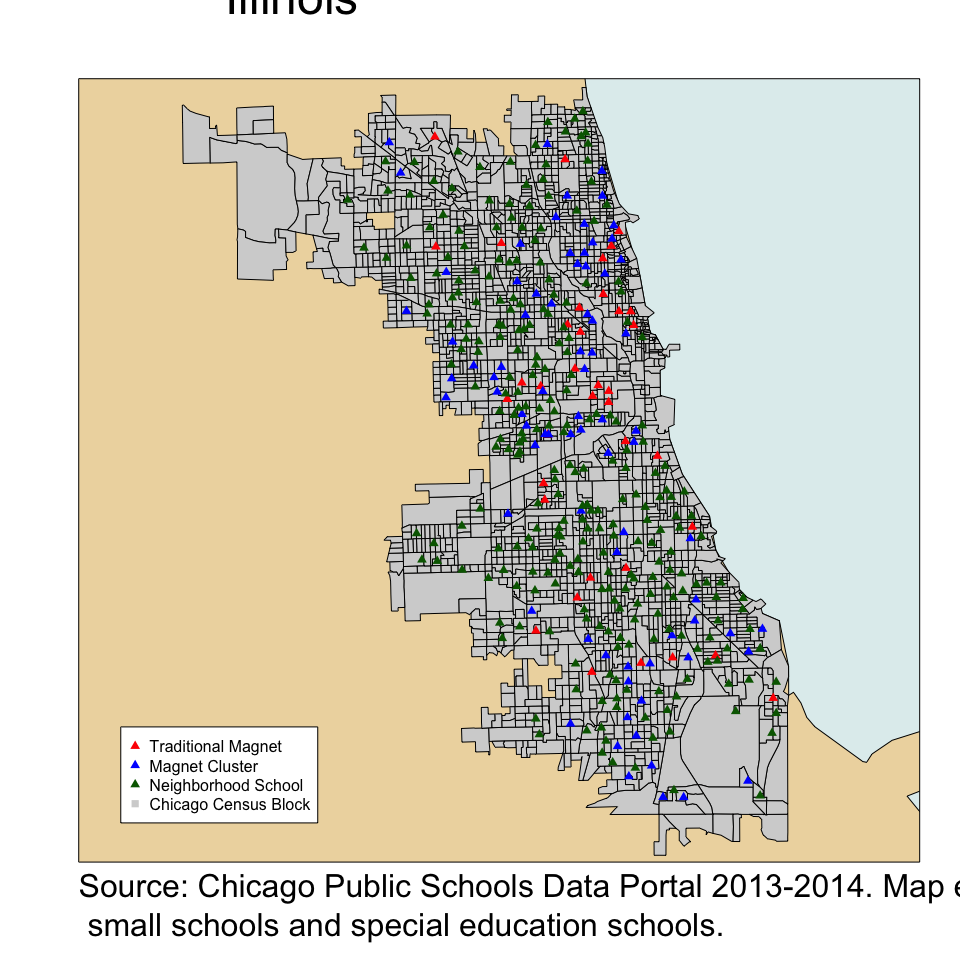 Illinois
Traditional Magnet
Magnet Cluster
Neighborhood School
Chicago Census Block
Source: Chicago Public Schools Data Portal 2013-2014. Map
small schools and special education schools.